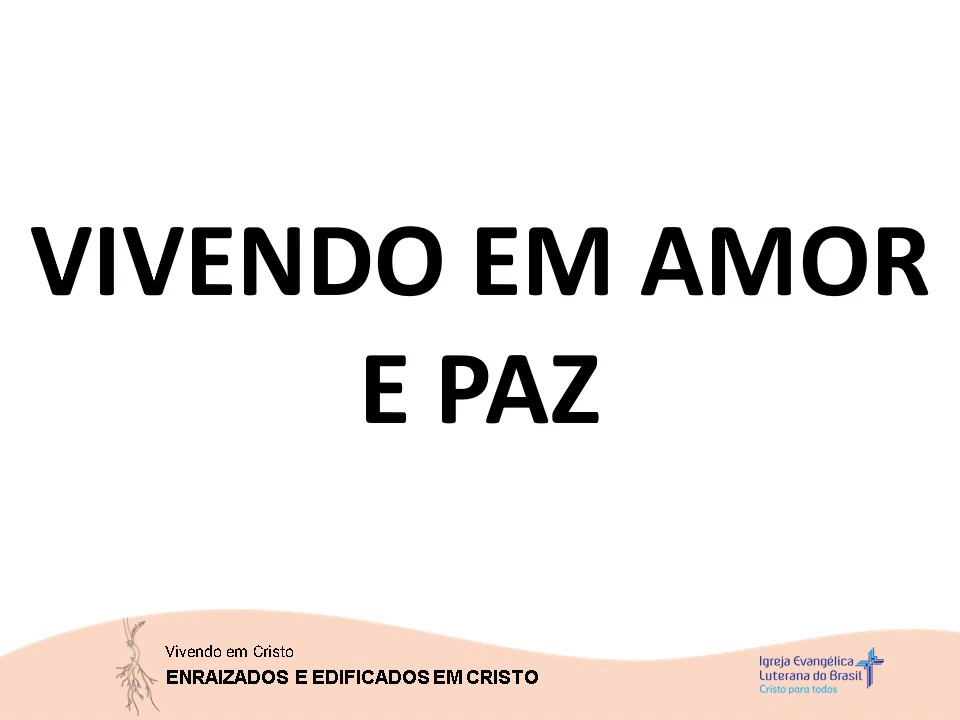 VIVENDO EM AMOR
E PAZ
Vivendo em Cristo
ENRAIZADOS E EDIFICADOS EM CRISTO
Igreja Evangélica
Luterana do Brasil
Cristo para todos